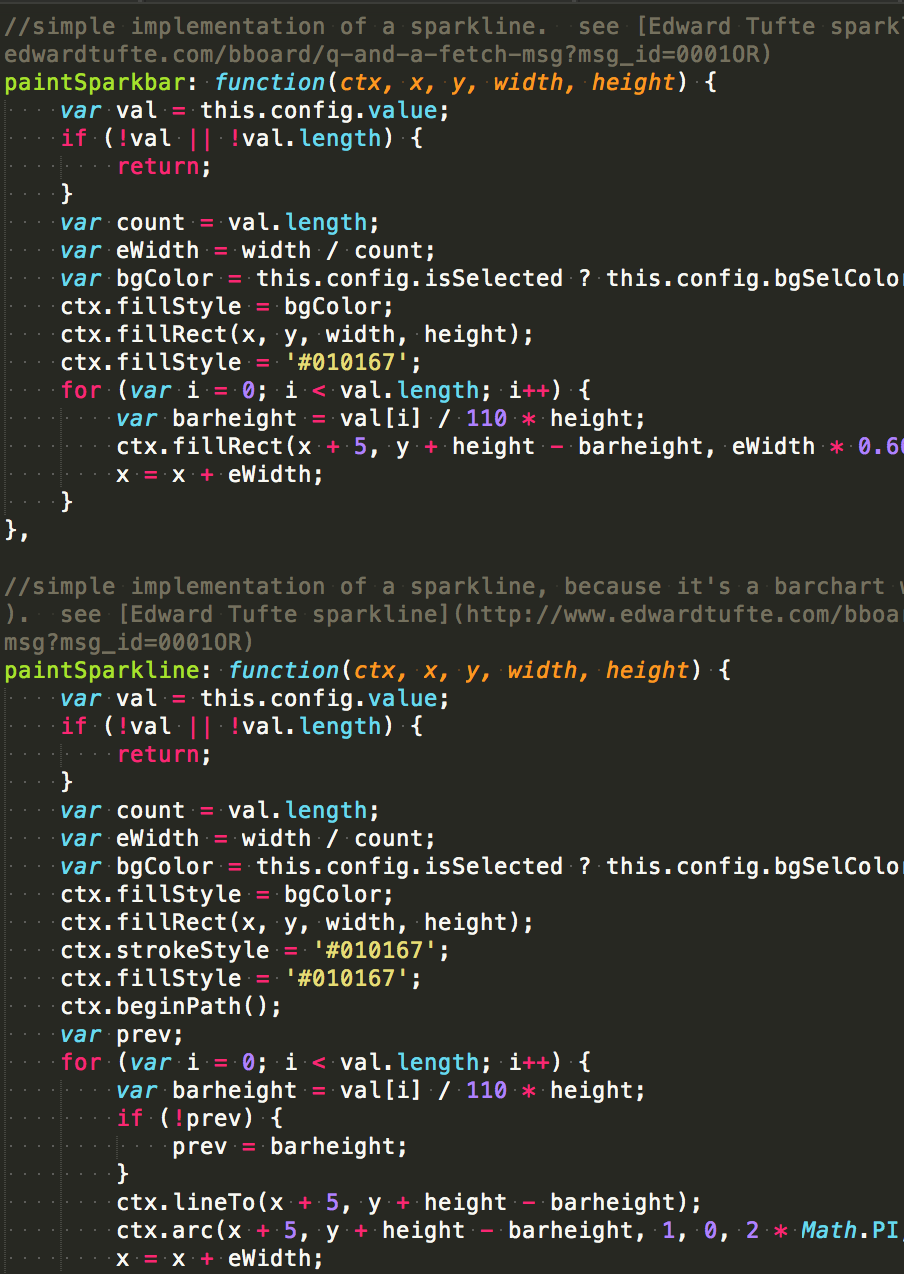 //simple implementation of a sparkline.  see [Edward Tufte spark
edwardtufte.com/bboard/q-and-a-fetch-msg?msg_id=0001OR)
paintSparkbar: function(ctx, x, y, width, height) {
    var val = this.config.value;
    if (!val || !val.length) {
        return;
    }
    var count = val.length;
    var eWidth = width / count;
    var bgColor = this.config.isSelected ? this.config.bgSelColor
    ctx.fillStyle = bgColor;
    ctx.fillRect(x, y, width, height);
    ctx.fillStyle = '#010167';
    for (var i = 0; i < val.length; i++) {
        var barheight = val[i] / 110 * height;
        ctx.fillRect(x + 5, y + height - barheight, eWidth * 0.66
        x = x + eWidth;
    }
},
//simple implementation of a sparkline, because it's a barchart w
).  see [Edward Tufte sparkline](http://www.edwardtufte.com/bboar
msg?msg_id=0001OR)
paintSparkline: function(ctx, x, y, width, height) {
    var val = this.config.value;
    if (!val || !val.length) {
        return;
    }
    var count = val.length;
    var eWidth = width / count;
    var bgColor = this.config.isSelected ? this.config.bgSelColor
    ctx.fillStyle = bgColor;
    ctx.fillRect(x, y, width, height);
    ctx.strokeStyle = '#010167';
    ctx.fillStyle = '#010167';
    ctx.beginPath();
    var prev;
    for (var i = 0; i < val.length; i++) {
        var barheight = val[i] / 110 * height;
        if (!prev) {
            prev = barheight;
        }
        ctx.lineTo(x + 5, y + height - barheight);
        ctx.arc(x + 5, y + height - barheight, 1, 0, 2 * Math.PI,
        x = x + eWidth;